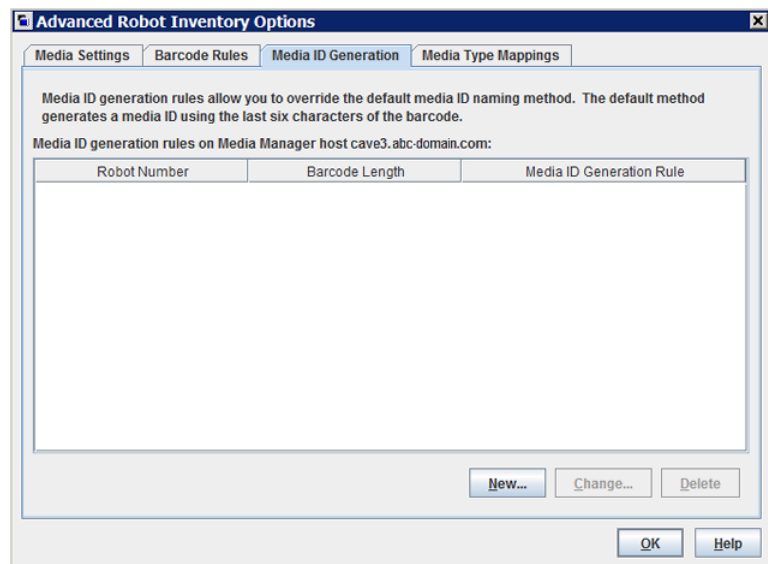 Advanced Robot Inventory Options
Media Settings Barcode Rules Media ID Generation Media Type Mappings
Media ID generation rules allow you to override the default media ID naming method. The default method
generates a media ID using the last six characters of the barcode.
Media ID generation rules on Media Manager host cave3.abc-domain.com:
Robot Number Barcode Length Media ID Generation Rule
New... Change... Delete
OK Help